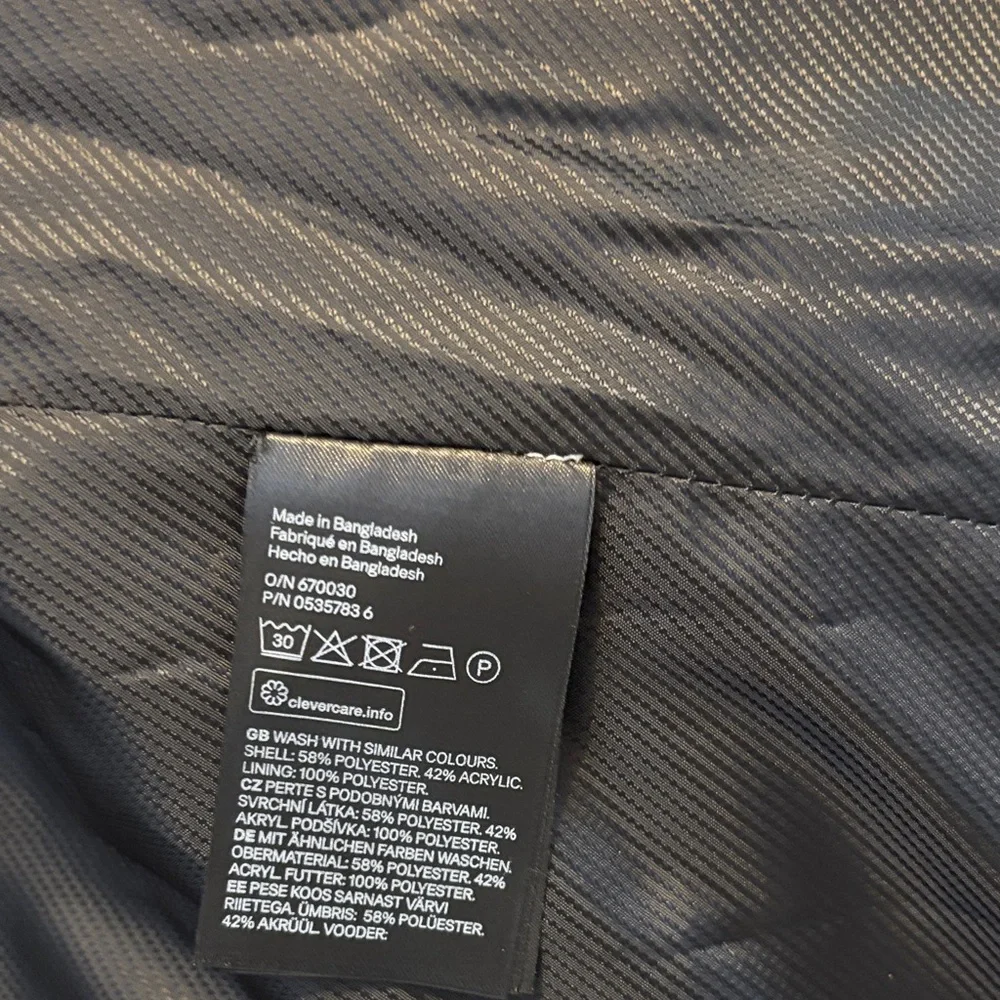 Made in Bangladesh
Fabriqué en Bangladesh
Hecho en Bangladesh
O/N 670030
P/N 0535783 6
30
P
clevercare.info
GB WASH WITH SIMILAR COLOURS.
SHELL: 58% POLYESTER. 42% ACRYLIC.
LINING: 100% POLYESTER.
CZ PERTE S PODOBNÝMI BARVAMI.
SVRCHNÍ LÁTKA: 58% POLYESTER. 42%
AKRYL. PODŠÍVKA: 100% POLYESTER.
DE MIT ÄHNLICHEN FARBEN WASCHEN.
OBERMATERIAL: 58% POLYESTER. 42%
ACRYL. FUTTER: 100% POLYESTER.
EE PESE KOOS SARNAST VÄRVI
RIIETEGA. ÜMBRIS: 58% POLÜESTER.
42% AKRÜÜL. VOODER: